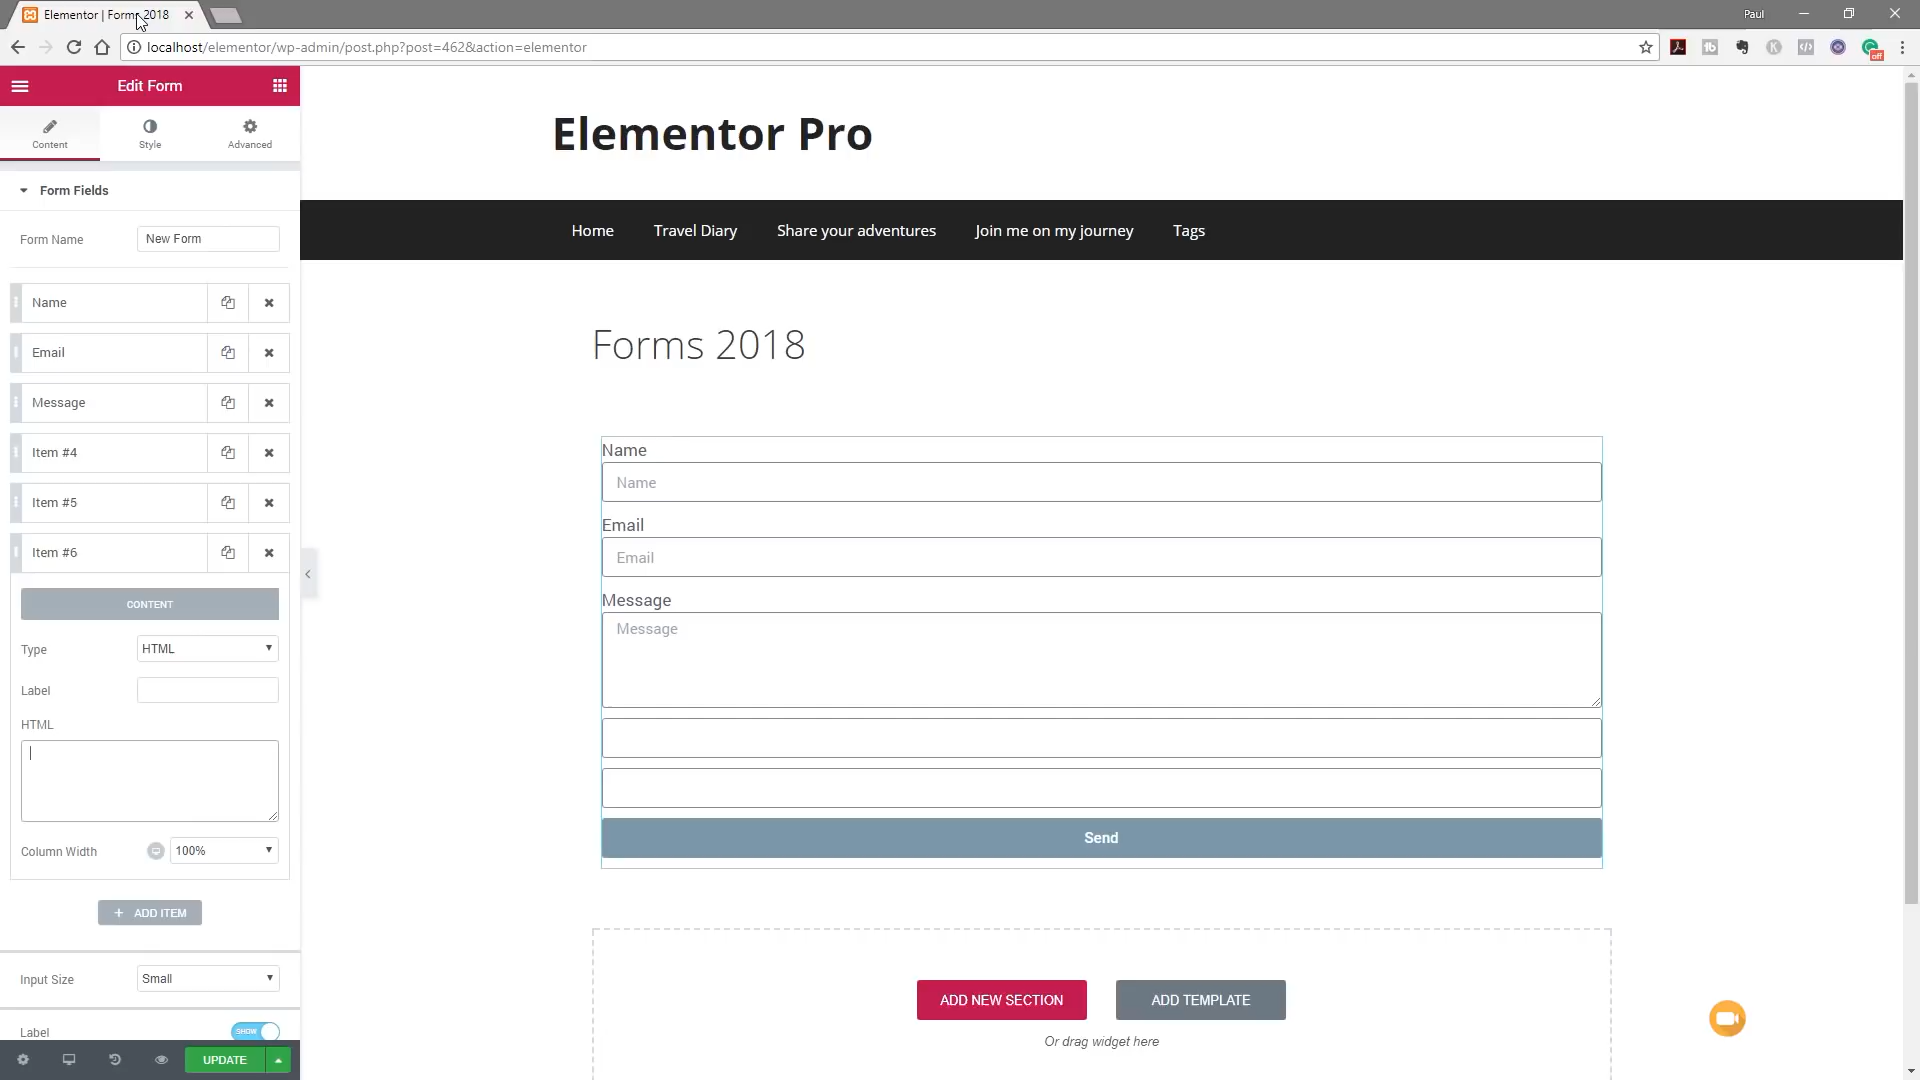 Elementor | Forms 2018
Paul
localhost/elementor/wp-admin/post.php?post=462&action=elementor
off
Edit Form
Content
Style
Advanced
Form Fields
Form Name
New Form
Name
Email
Message
Item #4
Item #5
Item #6
CONTENT
Type
HTML
Label
HTML
Column Width
100%
ADD ITEM
Input Size
Small
Label
SHOW
UPDATE
Elementor Pro
Home
Travel Diary
Share your adventures
Join me on my journey
Tags
Forms 2018
Name
Name
Email
Email
Message
Message
Send
ADD NEW SECTION
ADD TEMPLATE
Or drag widget here